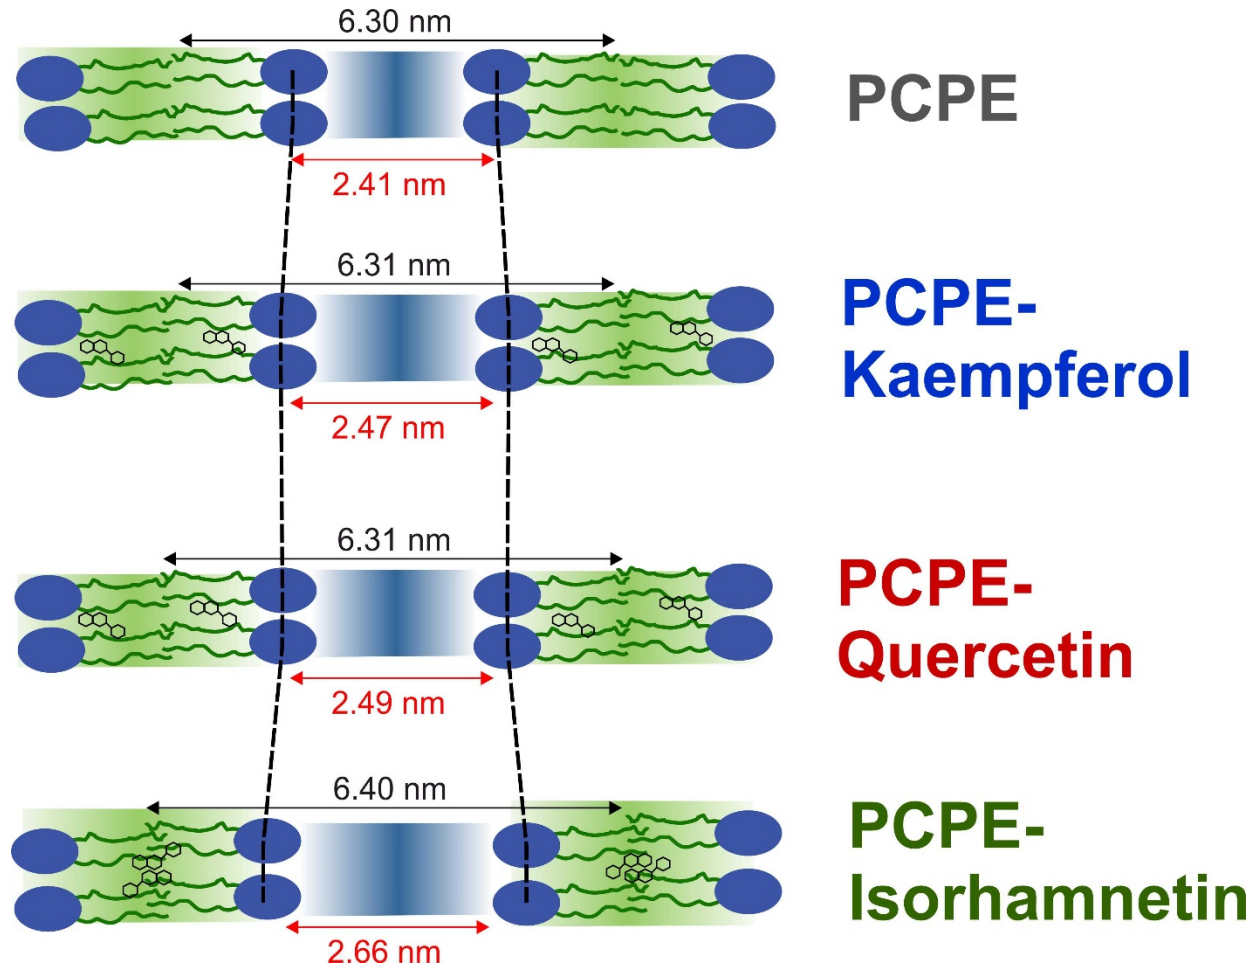 6.30 nm
PCPE
2.41 nm
6.31 nm
PCPE-
Kaempferol
2.47 nm
6.31 nm
PCPE-
Quercetin
2.49 nm
6.40 nm
PCPE-
Isorhamnetin
2.66 nm